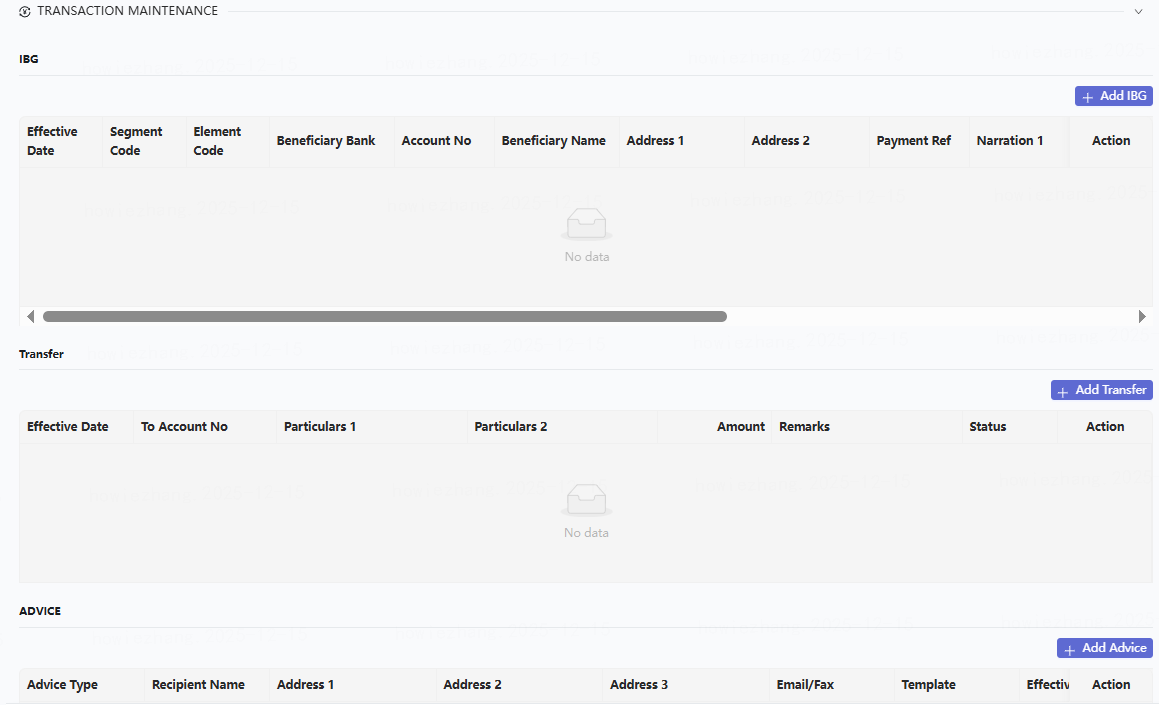 TRANSACTION MAINTENANCE
IBG
+ Add IBG
Effective Date
Segment Code
Element Code
Beneficiary Bank
Account No
Beneficiary Name
Address 1
Address 2
Payment Ref
Narration 1
Action
No data
Transfer
+ Add Transfer
Effective Date
To Account No
Particulars 1
Particulars 2
Amount
Remarks
Status
Action
No data
ADVICE
+ Add Advice
Advice Type
Recipient Name
Address 1
Address 2
Address 3
Email/Fax
Template
Effectiv
Action